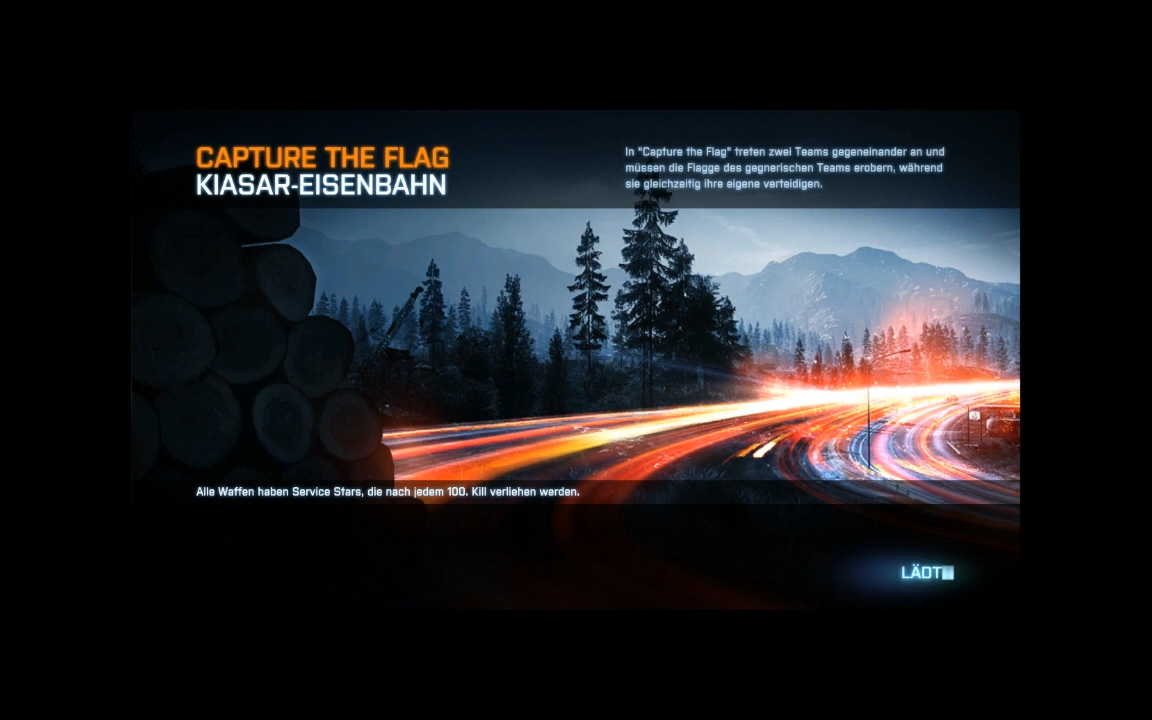 CAPTURE THE FLAG
KIASAR-EISENBAHN
In "Capture the Flag" treten zwei Teams gegeneinander an und
müssen die Flagge des gegnerischen Teams erobern, während
sie gleichzeitig ihre eigene verteidigen.
Alle Waffen haben Service Stars, die nach jedem 100. Kill verliehen werden.
LÄDT